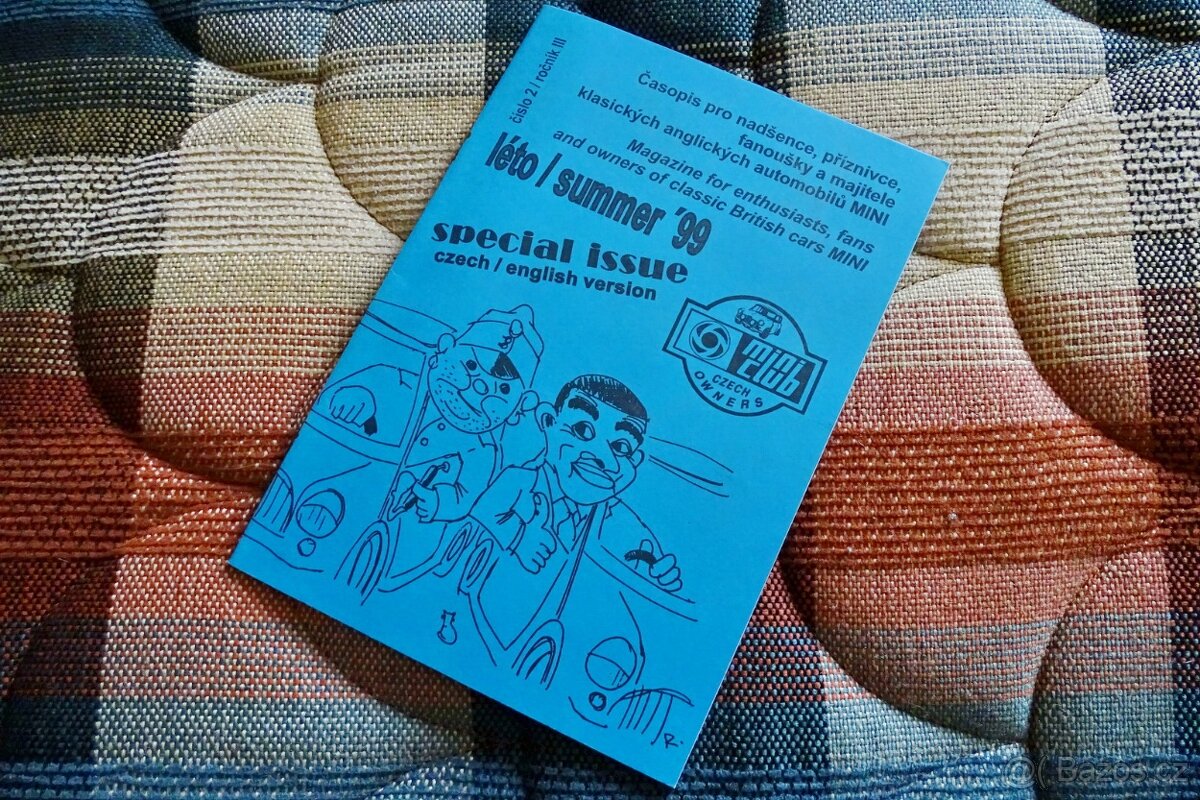 číslo 2 / ročník III
Časopis pro nadšence, příznivce,
fanoušky a majitele
klasických anglických automobilů MINI
Magazine for enthusiasts, fans
and owners of classic British cars MINI
léto / summer ´99
special issue
czech / english version
CZECH
OWNERS
R.
@( Bazos.cz